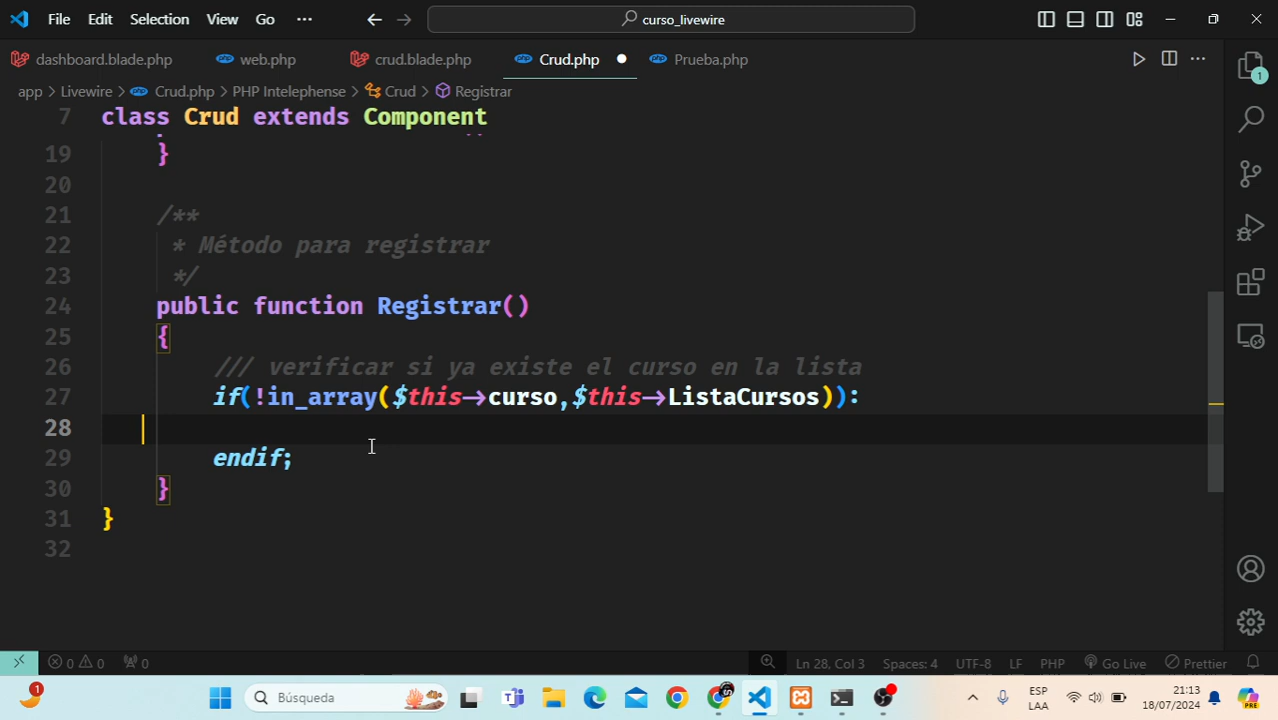 File Edit Selection View Go ··· curso_livewire
dashboard.blade.php web.php crud.blade.php Crud.php Prueba.php
app > Livewire > Crud.php > PHP Intelephense > Crud > Registrar
7 class Crud extends Component
19 }
20
21 /**
22 * Método para registrar
23 */
24 public function Registrar()
25 {
26 /// verificar si ya existe el curso en la lista
27 if(!in_array($this->curso,$this->ListaCursos)):
28
29 endif;
30 }
31 }
32
1
0 0 0 Ln 28, Col 3 Spaces: 4 UTF-8 LF PHP Go Live Prettier
1 Búsqueda ESP LAA 21:13 18/07/2024 PRE